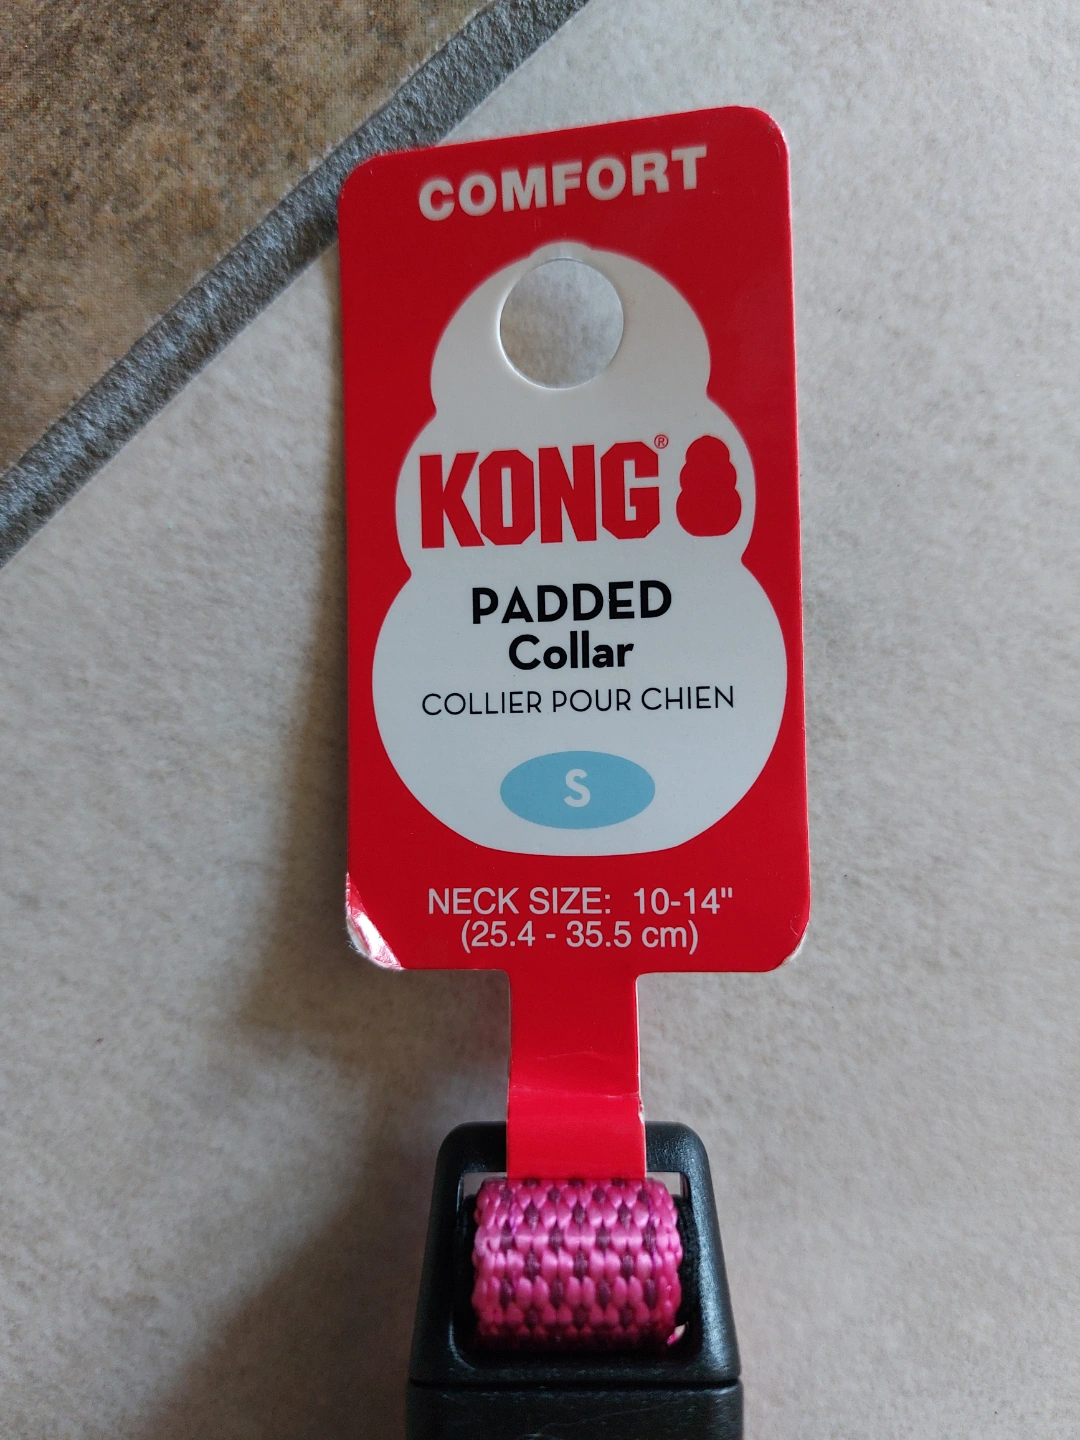 COMFORT
KONG®
PADDED
Collar
COLLIER POUR CHIEN
S
NECK SIZE: 10-14"
(25.4 - 35.5 cm)